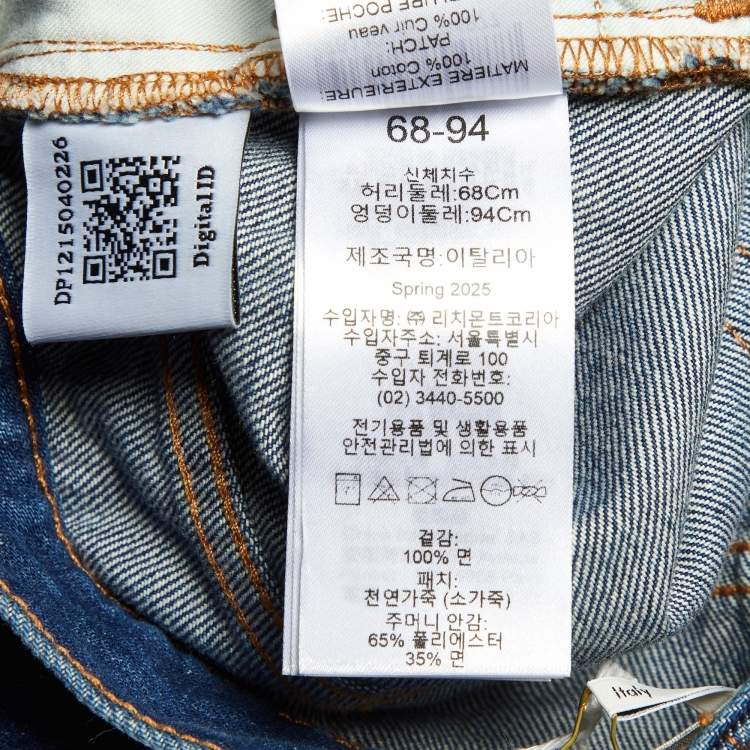 MATIERE EXTERIEURE:
100% Coton
PATCH:
100% Cuir veau
POCHE:
DP1215040226
Digital ID
68-94
신체치수
허리둘레:68Cm
엉덩이둘레:94Cm
제조국명:이탈리아
Spring 2025
수입자명: ㈜ 리치몬트코리아
수입자주소: 서울특별시
중구 퇴계로 100
수입자 전화번호:
(02) 3440-5500
전기용품 및 생활용품
안전관리법에 의한 표시
겉감:
100% 면
패치:
천연가죽 (소가죽)
주머니 안감:
65% 폴리에스터
35% 면
Italy